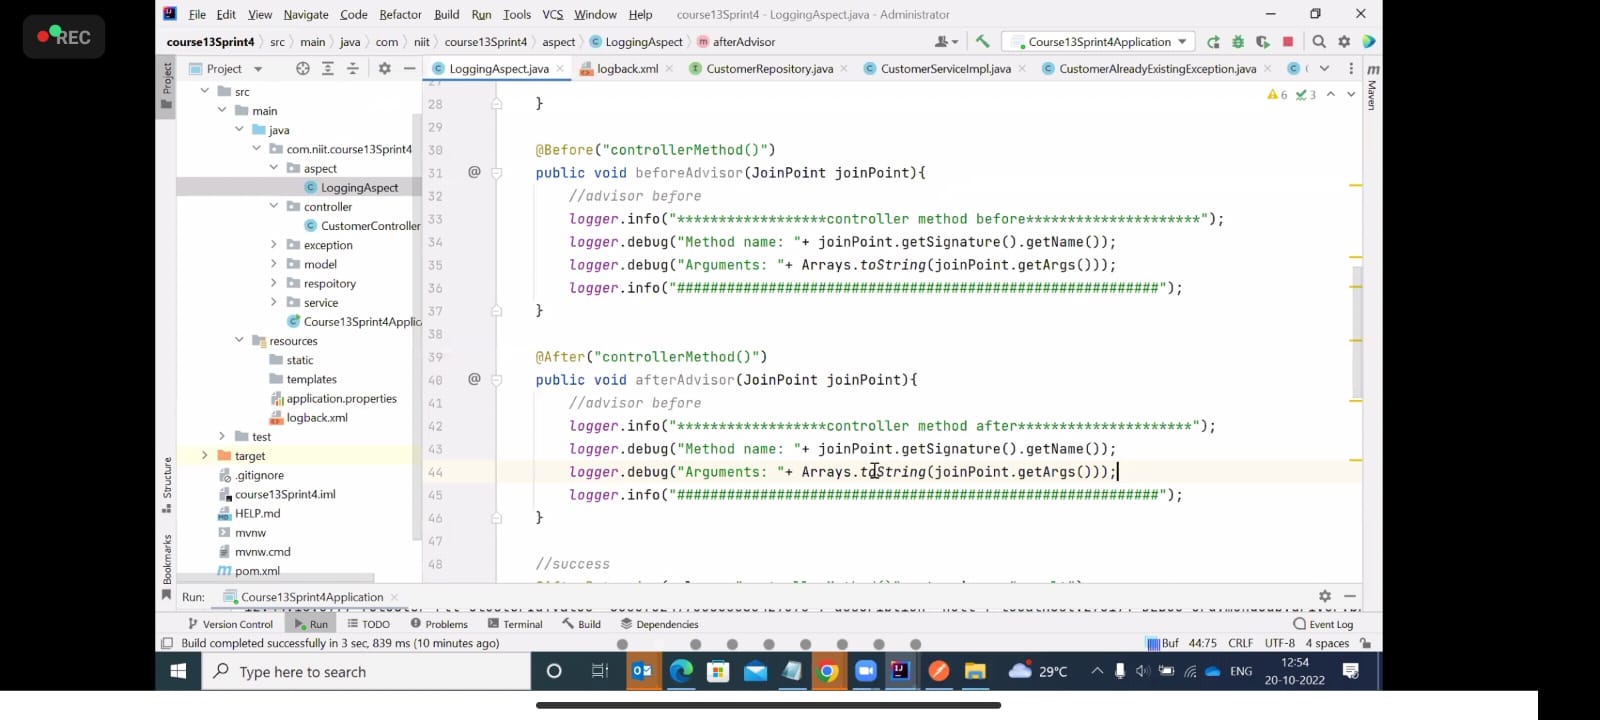 REC
File Edit View Navigate Code Refactor Build Run Tools VCS Window Help course13Sprint4 - LoggingAspect.java - Administrator
course13Sprint4 src main java com niit course13Sprint4 aspect LoggingAspect afterAdvisor Course13Sprint4Application
Project LoggingAspect.java logback.xml CustomerRepository.java CustomerServiceImpl.java CustomerAlreadyExistingException.java
Project
Maven
6 3
src
main
java
com.niit.course13Sprint4
aspect
LoggingAspect
controller
CustomerController
exception
model
respoitory
service
Course13Sprint4Applic
resources
static
templates
application.properties
logback.xml
test
target
.gitignore
course13Sprint4.iml
HELP.md
mvnw
mvnw.cmd
pom.xml
Structure
Bookmarks
27
28 }
29
30 @Before("controllerMethod()")
31 public void beforeAdvisor(JoinPoint joinPoint){
32 //advisor before
33 logger.info("******************controller method before*********************");
34 logger.debug("Method name: "+ joinPoint.getSignature().getName());
35 logger.debug("Arguments: "+ Arrays.toString(joinPoint.getArgs()));
36 logger.info("##########################################################");
37 }
38
39 @After("controllerMethod()")
40 public void afterAdvisor(JoinPoint joinPoint){
41 //advisor before
42 logger.info("******************controller method after*********************");
43 logger.debug("Method name: "+ joinPoint.getSignature().getName());
44 logger.debug("Arguments: "+ Arrays.toString(joinPoint.getArgs()));
45 logger.info("##########################################################");
46 }
47
48 //success
Run: Course13Sprint4Application
Version Control Run TODO Problems Terminal Build Dependencies Event Log
Build completed successfully in 3 sec, 839 ms (10 minutes ago) Buf 44:75 CRLF UTF-8 4 spaces
Type here to search 29°C ENG 12:54
20-10-2022